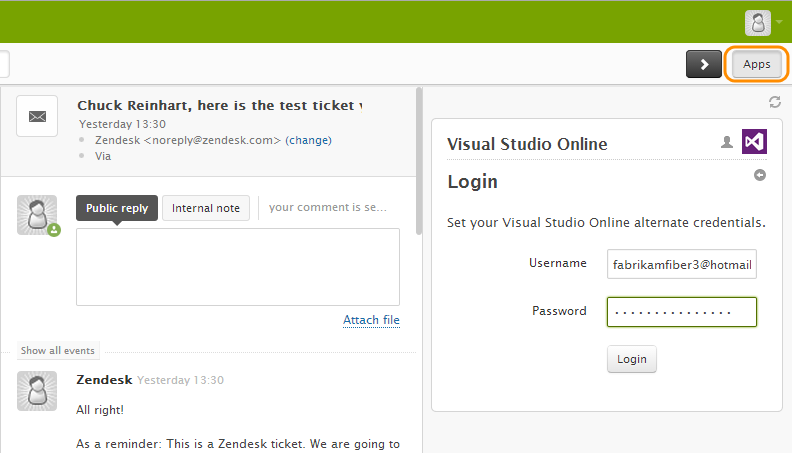 Apps
Chuck Reinhart, here is the test ticket
Yesterday 13:30
Zendesk <noreply@zendesk.com> (change)
Via
Public reply
Internal note
your comment is se...
Attach file
Show all events
Zendesk Yesterday 13:30
All right!
As a reminder: This is a Zendesk ticket. We are going to
Visual Studio Online
Login
Set your Visual Studio Online alternate credentials.
Username
fabrikamfiber3@hotmail
Password
Login